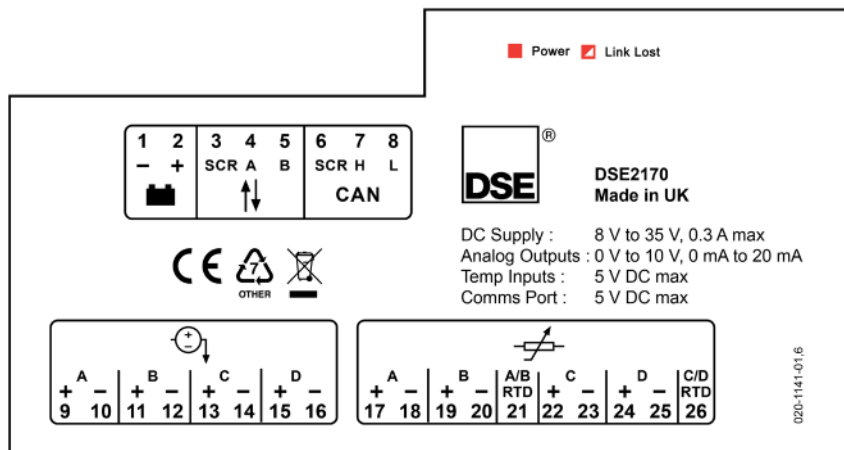 Power Link Lost
1 2 3 4 5 6 7 8
− + SCR A B SCR H L
CAN
DSE ®
DSE2170
Made in UK
DC Supply : 8 V to 35 V, 0.3 A max
Analog Outputs : 0 V to 10 V, 0 mA to 20 mA
Temp Inputs : 5 V DC max
Comms Port : 5 V DC max
CE 7
OTHER
+ −
A B C D
+ − + − + − + −
9 10 11 12 13 14 15 16
A B A/B C D C/D
+ − + − RTD + − + − RTD
17 18 19 20 21 22 23 24 25 26
020-1141-01.6